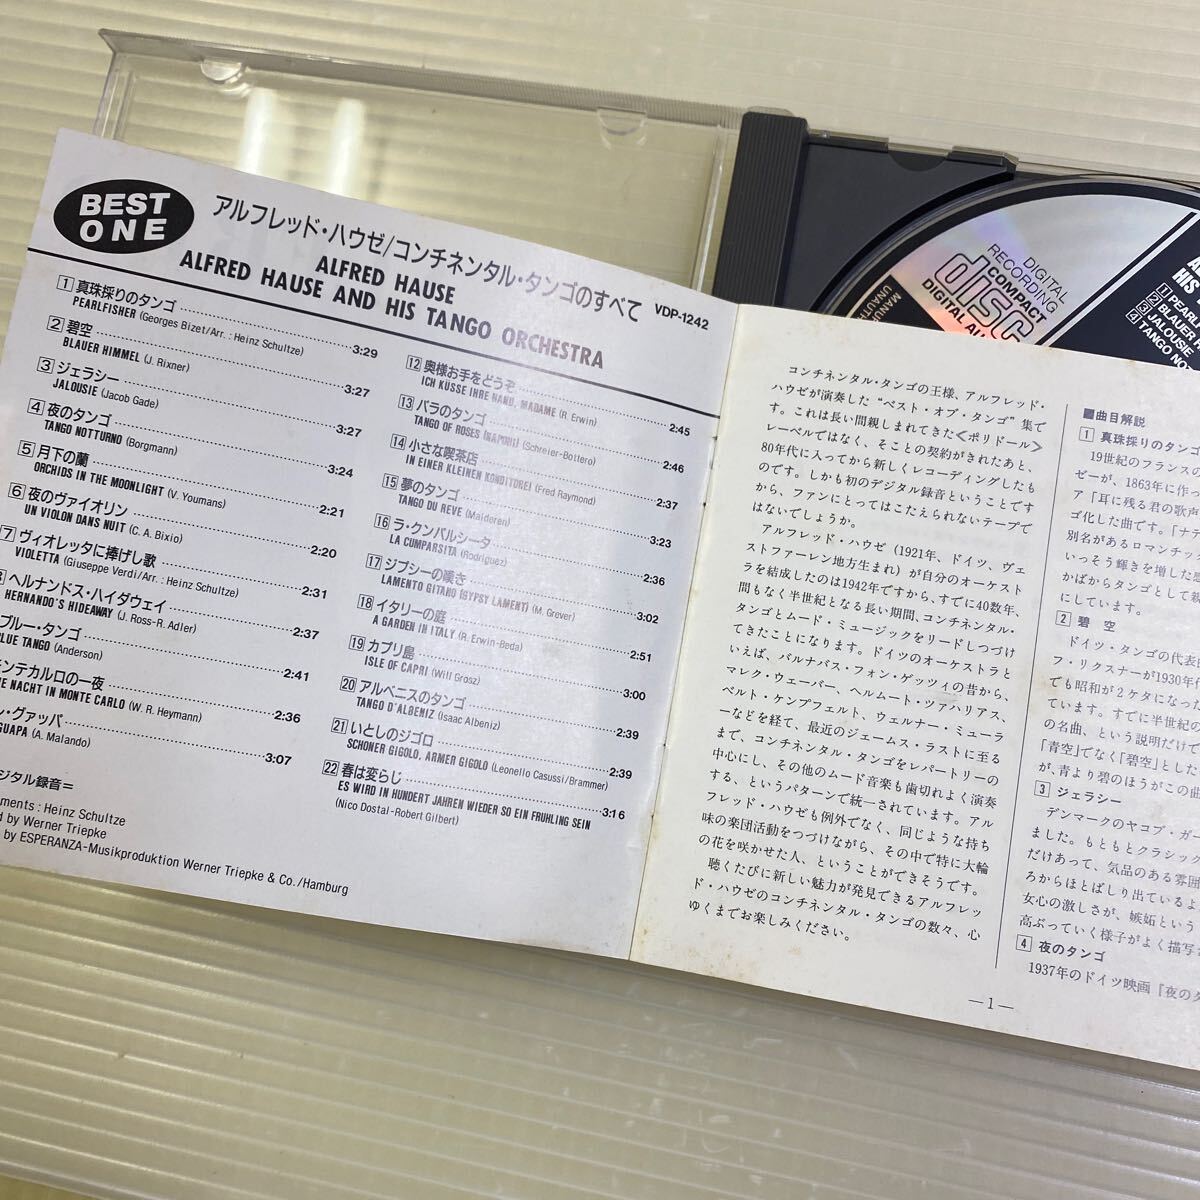 BEST
ONE
アルフレッド・ハウゼ/コンチネンタル・タンゴのすべて
VDP-1242
ALFRED HAUSE
ALFRED HAUSE AND HIS TANGO ORCHESTRA
1 真珠採りのタンゴ
PEARLFISHER (Georges Bizet/Arr.: Heinz Schultze) 3:29
2 碧空
BLAUER HIMMEL (J. Rixner) 3:27
3 ジェラシー
JALOUSIE (Jacob Gade) 3:27
4 夜のタンゴ
TANGO NOTTURNO (Borgmann) 3:24
5 月下の蘭
ORCHIDS IN THE MOONLIGHT (V. Youmans) 2:21
6 夜のヴァイオリン
UN VIOLON DANS NUIT (C. A. Bixio) 2:20
7 ヴィオレッタに捧げし歌
VIOLETTA (Giuseppe Verdi/Arr.: Heinz Schultze) 2:31
ヘルナンドス・ハイダウェイ
HERNANDO'S HIDEAWAY (J. Ross-R. Adler) 2:37
ブルー・タンゴ
BLUE TANGO (Anderson) 2:41
モンテカルロの一夜
NACHT IN MONTE CARLO (W. R. Heymann) 2:36
・グァッパ
GUAPA (A. Malando) 3:07
ジタル録音=
ments: Heinz Schultze
d by Werner Triepke
by ESPERANZA-Musikproduktion Werner Triepke & Co./Hamburg
12 奥様お手をどうぞ
ICH KÜSSE IHRE HAND, MADAME (R. Erwin) 2:45
13 バラのタンゴ
TANGO OF ROSES (Schreier-Bottero) 2:46
14 小さな喫茶店
IN EINER KLEINEN KONDITOREI (Fred Raymond) 2:37
15 夢のタンゴ
TANGO DU REVE (Malderen) 3:23
16 ラ・クンパルシータ
LA CUMPARSITA (Rodriguez) 2:36
17 ジプシーの嘆き
LAMENTO GITANO (GYPSY LAMENT) (M. Grever) 3:02
18 イタリーの庭
A GARDEN IN ITALY (R. Erwin-Beda) 2:51
19 カプリ島
ISLE OF CAPRI (Will Grosz) 3:00
20 アルベニスのタンゴ
TANGO D'ALBENIZ (Isaac Albeniz) 2:39
21 いとしのジゴロ
SCHONER GIGOLO, ARMER GIGOLO (Leonello Casussi/Brammer) 2:39
22 春は変らじ
ES WIRD IN HUNDERT JAHREN WIEDER SO EIN FRUHLING SEIN
(Nico Dostal-Robert Gilbert) 3:16
コンチネンタル・タンゴの王様、アルフレッド・
ハウゼが演奏した“ベスト・オブ・タンゴ”集で
す。これは長い間親しまれてきた<ポリドール>
レーベルではなく、そことの契約がきれたあと、
80年代に入ってから新しくレコーディングしたも
のです。しかも初のデジタル録音ということです
から、ファンにとってはこたえられないテープで
はないでしょうか。
アルフレッド・ハウゼ(1921年、ドイツ、ヴェ
ストファーレン地方生まれ)が自分のオーケスト
ラを結成したのは1942年ですから、すでに40数年、
間もなく半世紀となる長い期間、コンチネンタル・
タンゴとムード・ミュージックをリードしつづけ
てきたことになります。ドイツのオーケストラと
いえば、バルナバス・フォン・ゲッツィの昔から、
マレク・ウェーバー、ヘルムート・ツァハリアス、
ベルト・ケンプフェルト、ウェルナー・ミューラ
ーなどを経て、最近のジェームス・ラストに至る
まで、コンチネンタル・タンゴをレパートリーの
中心にし、その他のムード音楽も歯切れよく演奏
する、というパターンで統一されています。アル
フレッド・ハウゼも例外でなく、同じような持ち
味の楽団活動をつづけながら、その中で特に大輪
の花を咲かせた人、ということができそうです。
聴くたびに新しい魅力が発見できるアルフレッ
ド・ハウゼのコンチネンタル・タンゴの数々、心
ゆくまでお楽しみください。
—1—
■曲目解説
1 真珠採りのタンゴ
19世紀のフランスの
ゼーが、1863年に作っ
ア「耳に残る君の歌声
ゴ化した曲です。「ナデ
別名があるロマンチッ
いっそう輝きを増した感
かばからタンゴとして親
にしています。
2 碧 空
ドイツ・タンゴの代表
フ・リクスナーが1930年代
でも昭和が2ケタになった
ています。すでに半世紀の
の名曲、という説明だけで
「青空」でなく「碧空」とした
が、青より碧のほうがこの曲
3 ジェラシー
デンマークのヤコブ・ガー
ました。もともとクラシック
だけあって、気品のある雰囲
ろからほとばしり出ているよ
女心の激しさが、嫉妬という
高ぶっていく様子がよく描写
4 夜のタンゴ
1937年のドイツ映画『夜のタ
DIGITAL
RECORDING
COMPACT
disc
DIGITAL AU
MANU
UNAUT
HIS
1 PEARL
2 BLAUER
3 JALOUSIE
4 TANGO NO